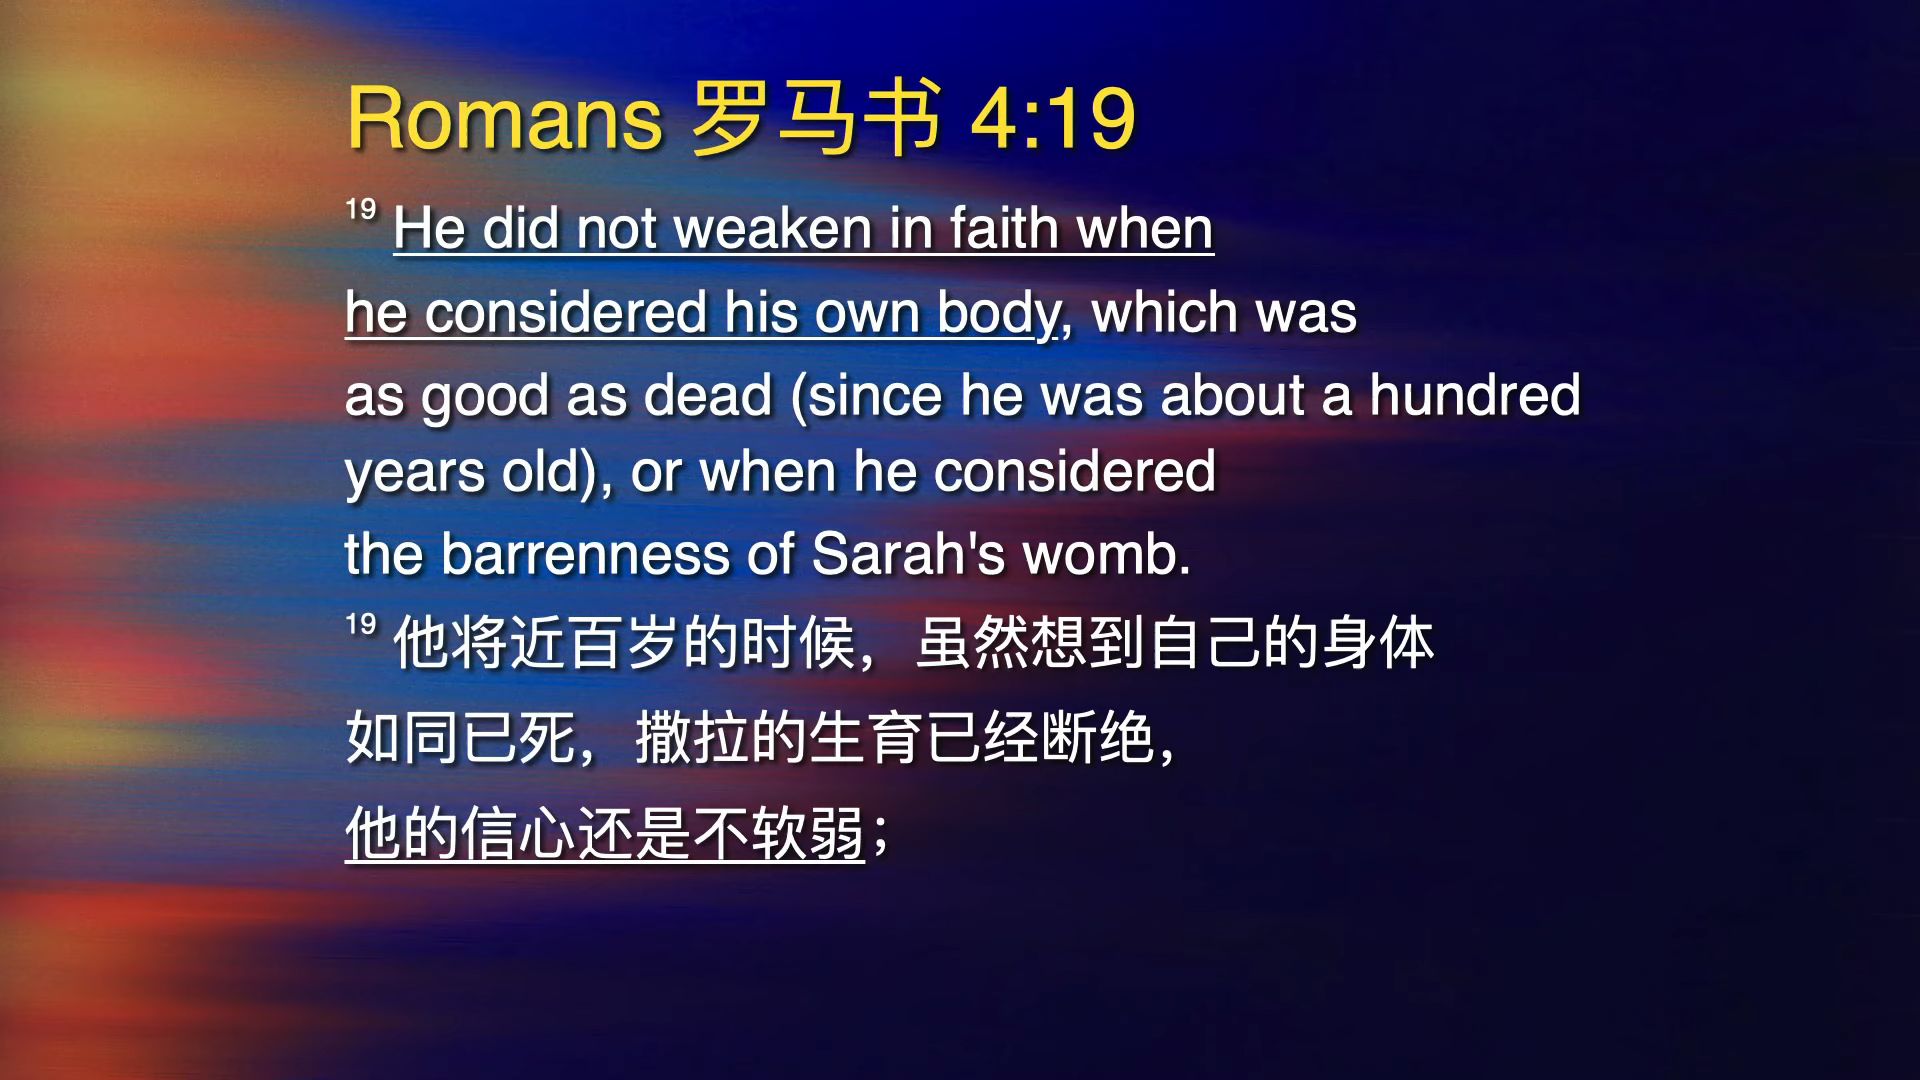 Romans 罗马书 4:19
19 He did not weaken in faith when
he considered his own body, which was
as good as dead (since he was about a hundred
years old), or when he considered
the barrenness of Sarah's womb.
19 他将近百岁的时候，虽然想到自己的身体
如同已死，撒拉的生育已经断绝，
他的信心还是不软弱；